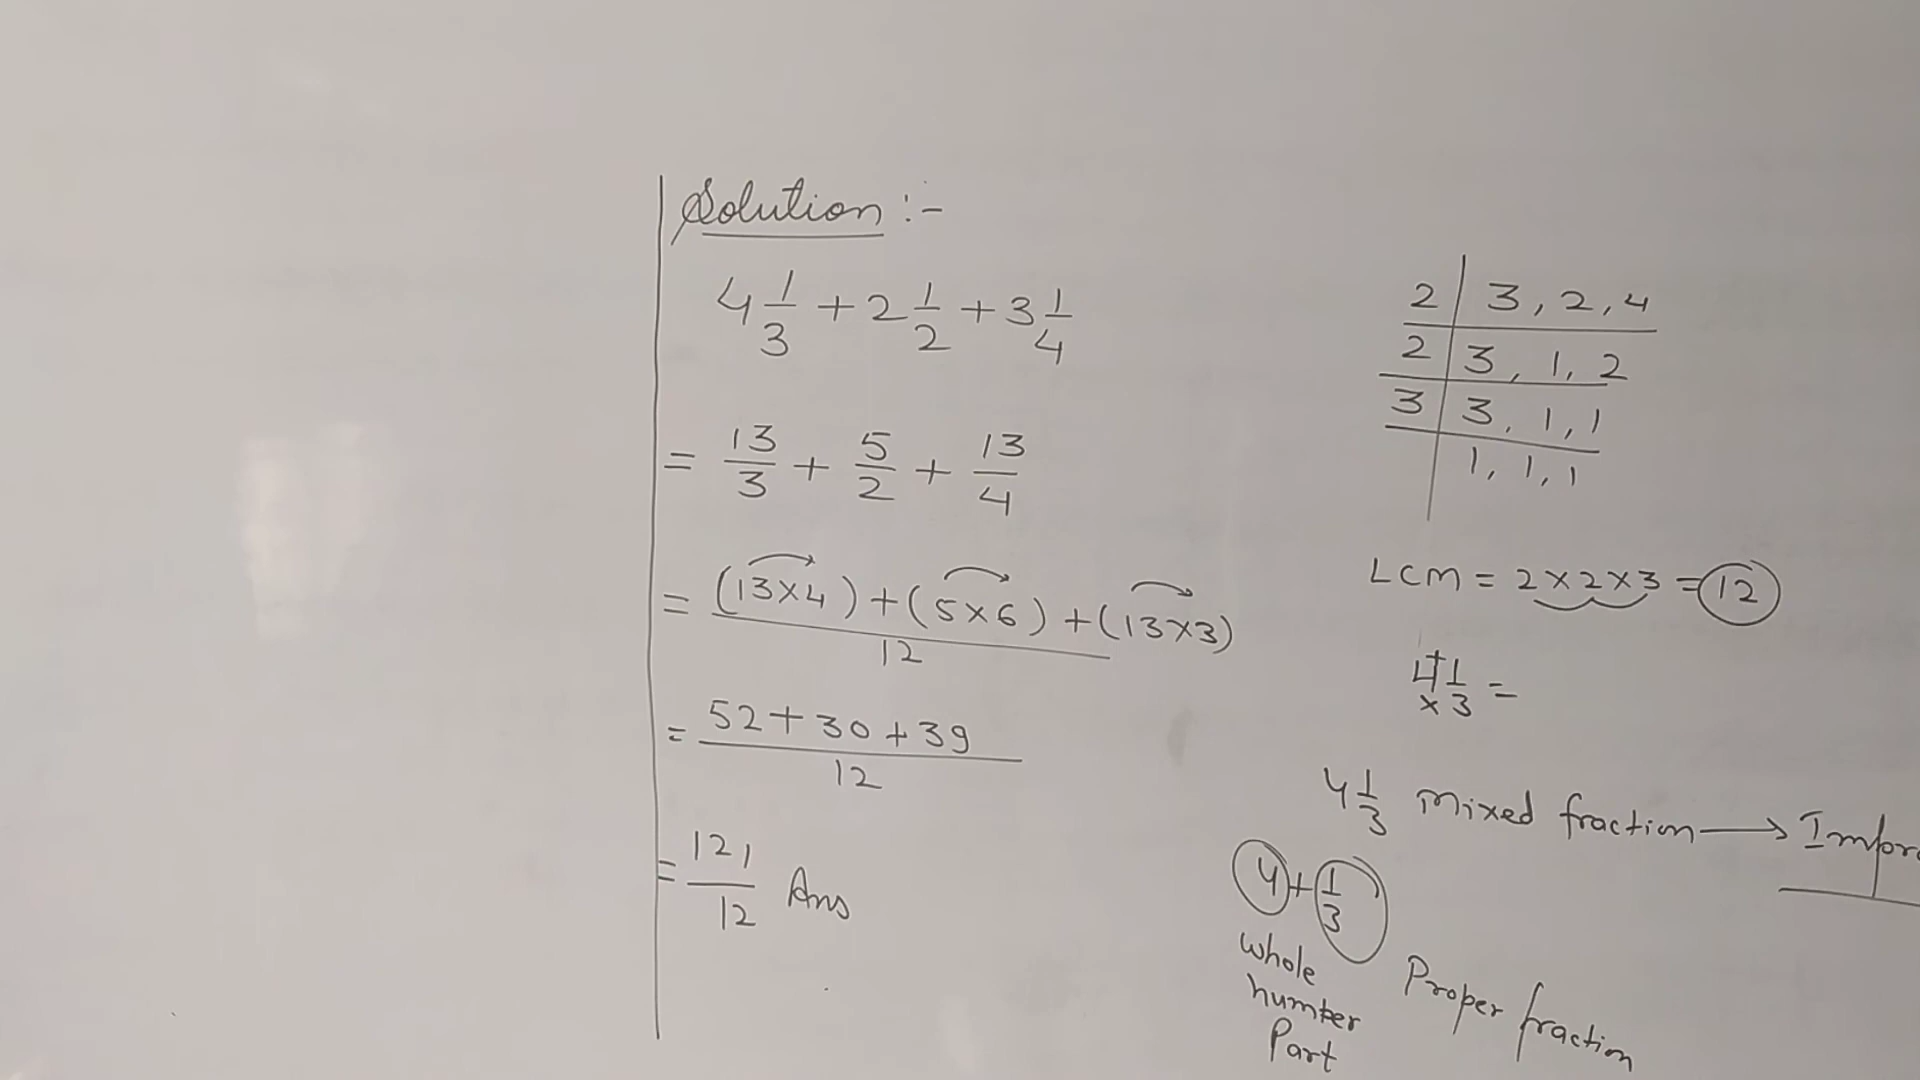 Solution :-
4 1/3 + 2 1/2 + 3 1/4
= 13/3 + 5/2 + 13/4
= (13×4)+(5×6)+(13×3)/12
= 52+30+39/12
= 121/12 Ans
2 | 3, 2, 4
2 | 3, 1, 2
3 | 3, 1, 1
1, 1, 1
LCM = 2×2×3 = 12
4 + 1/× 3 =
4 1/3 Mixed fraction → Impro
4 + 1/3
whole
number
Part
Proper fraction